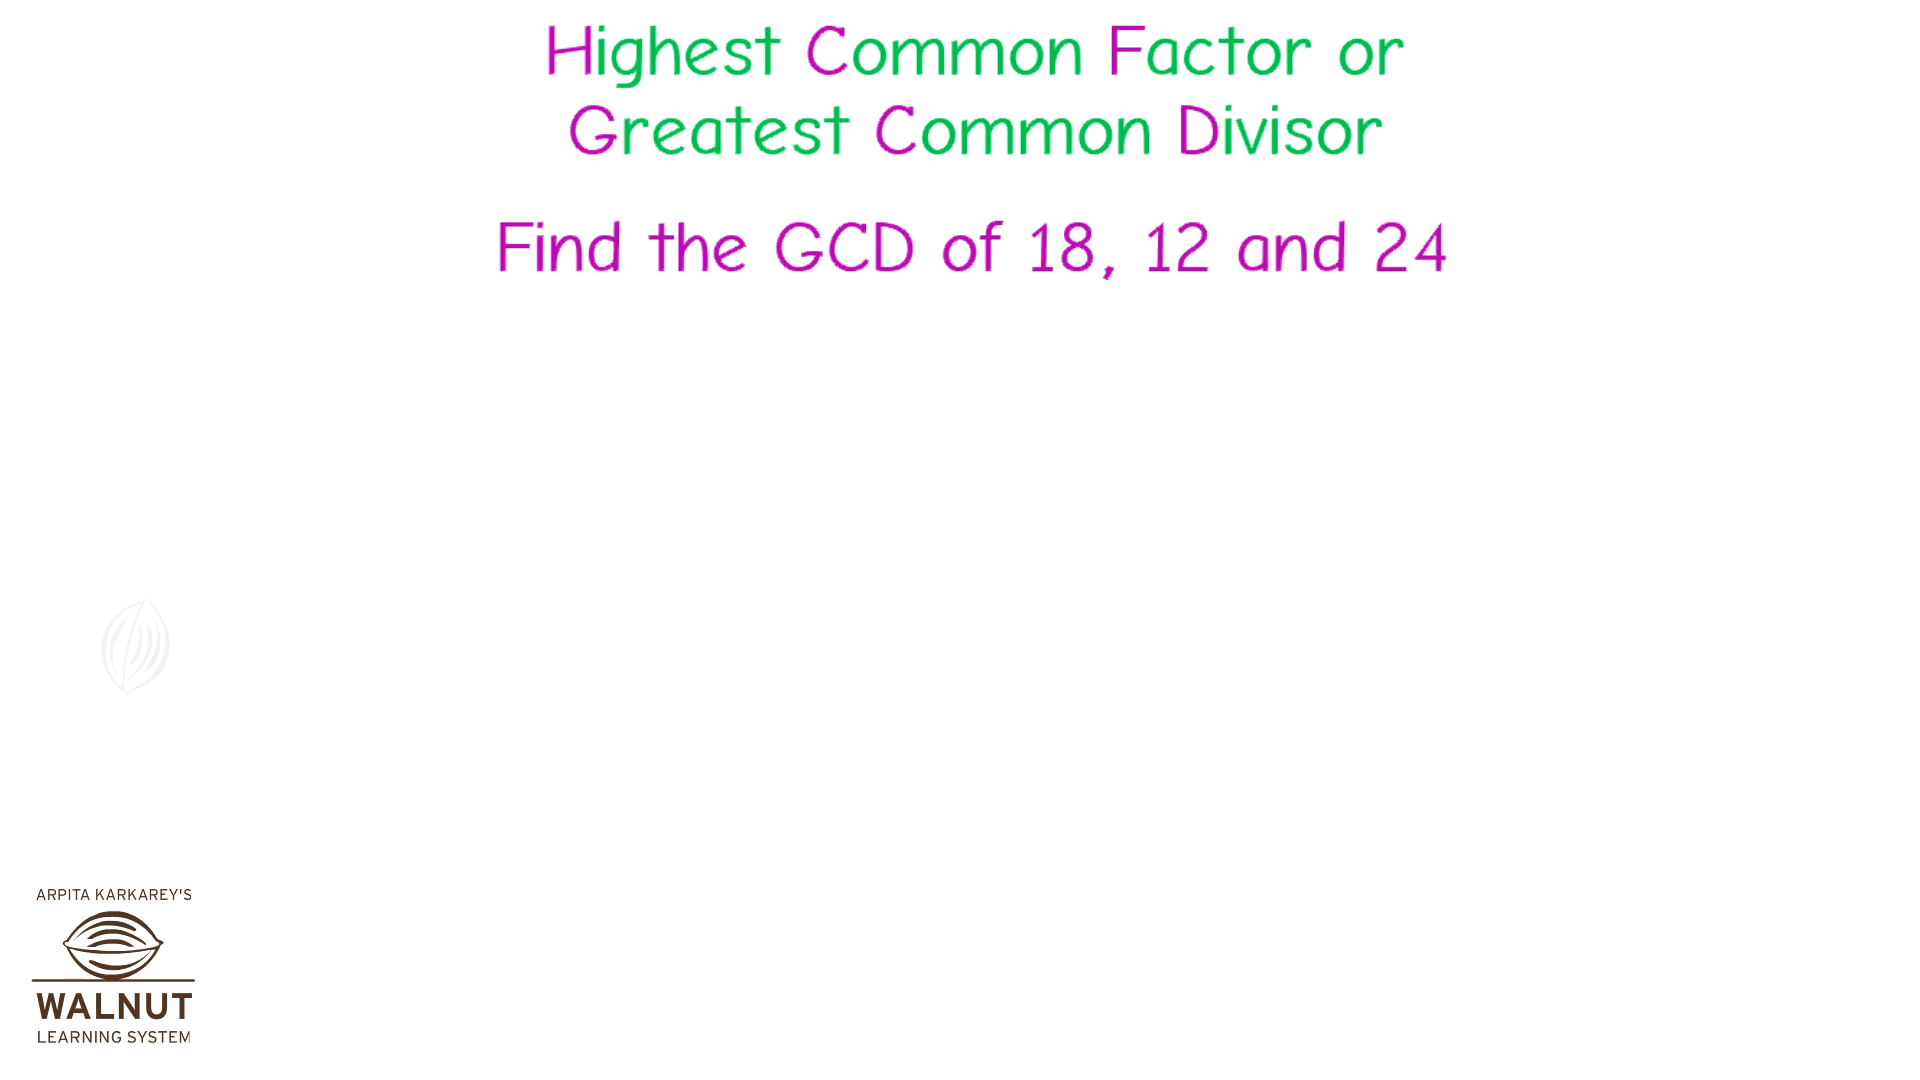 Highest Common Factor or
Greatest Common Divisor
Find the GCD of 18, 12 and 24
ARPITA KARKAREY'S
WALNUT
LEARNING SYSTEM